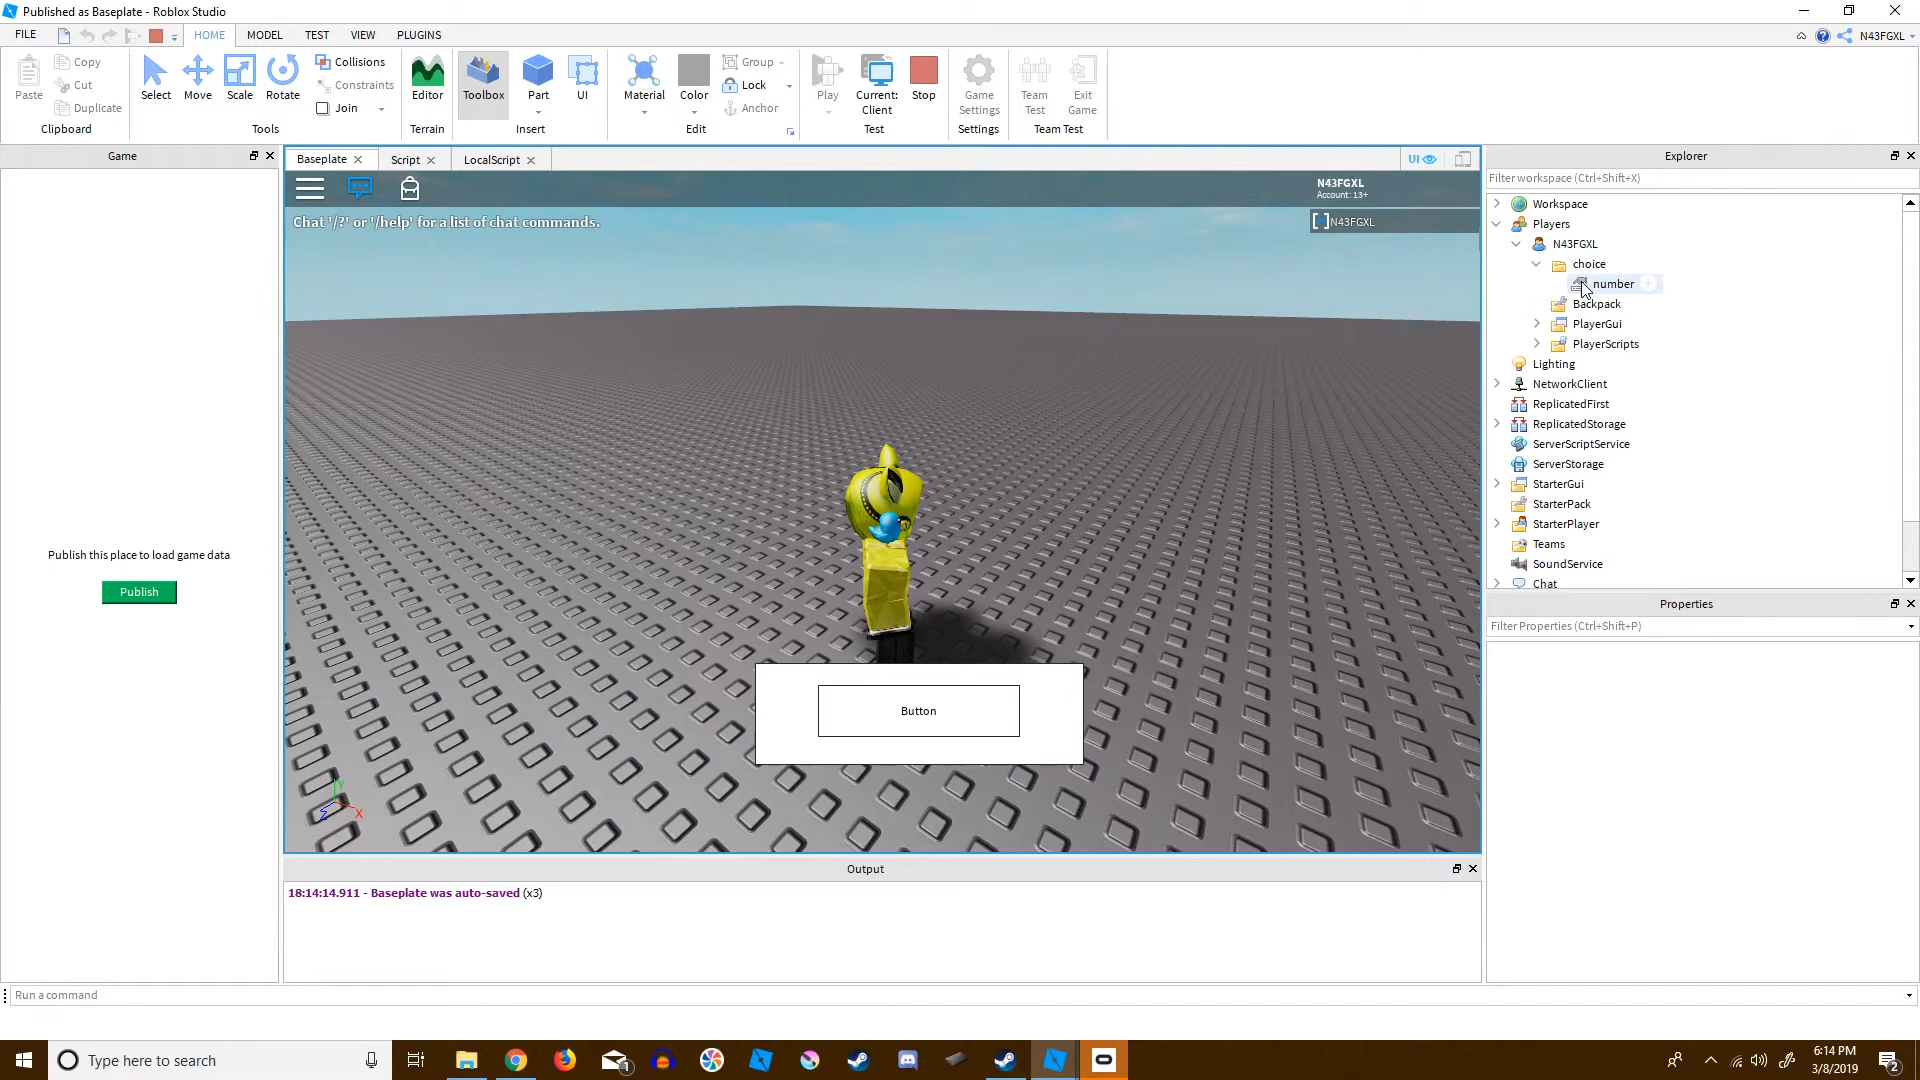 Published as Baseplate - Roblox Studio
FILE HOME MODEL TEST VIEW PLUGINS N43FGXL
Paste Copy Cut Duplicate Clipboard
Select Move Scale Rotate Collisions Constraints Join Tools
Editor Terrain
Toolbox Part UI Insert
Material Color Group Lock Anchor Edit
Play Current: Client Stop Test
Game Settings Settings
Team Test Exit Game Team Test
Game
Publish this place to load game data
Publish
Baseplate Script LocalScript UI
N43FGXL
Account: 13+
Chat '/?' or '/help' for a list of chat commands.
N43FGXL
Button
Y
X
Z
Output
18:14:14.911 - Baseplate was auto-saved (x3)
Explorer
Filter workspace (Ctrl+Shift+X)
Workspace
Players
N43FGXL
choice
number
Backpack
PlayerGui
PlayerScripts
Lighting
NetworkClient
ReplicatedFirst
ReplicatedStorage
ServerScriptService
ServerStorage
StarterGui
StarterPack
StarterPlayer
Teams
SoundService
Chat
Properties
Filter Properties (Ctrl+Shift+P)
Run a command
Type here to search
1
6:14 PM
3/8/2019
2